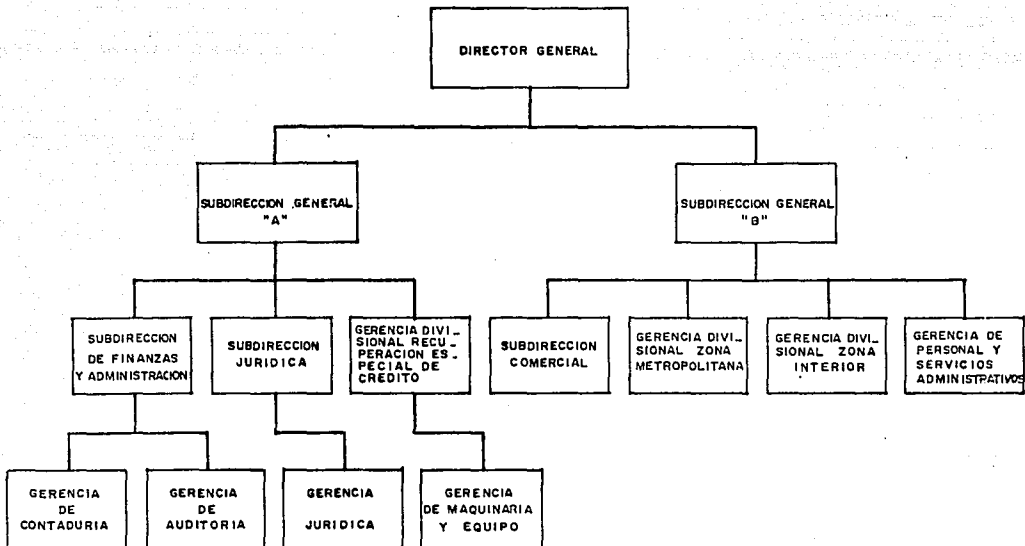 DIRECTOR GENERAL
SUBDIRECCION GENERAL
"A"
SUBDIRECCION GENERAL
"B"
SUBDIRECCION
DE FINANZAS
Y ADMINISTRACION
SUBDIRECCION
JURIDICA
GERENCIA DIVI_
SIONAL RECU_
PERACION ES_
PECIAL DE
CREDITO
SUBDIRECCION
COMERCIAL
GERENCIA DIVI_
SIONAL ZONA
METROPOLITANA
GERENCIA DIVI_
SIONAL ZONA
INTERIOR
GERENCIA DE
PERSONAL Y
SERVICIOS
ADMINISTRATIVOS
GERENCIA
DE
CONTADURIA
GERENCIA
DE
AUDITORIA
GERENCIA
JURIDICA
GERENCIA
DE MAQUINARIA
Y EQUIPO